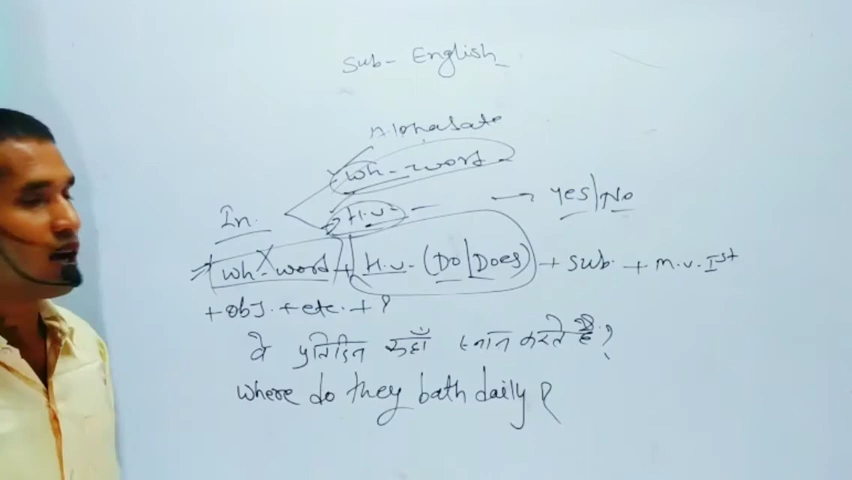 Sub- English
wh-word
H.v- → Yes|No
In.
wh-word + H.v. (Do|Does) + sub. + m.v. Ist
+ obj. + etc. + ?
वे प्रतिदिन कहाँ स्नान करते है ?
where do they bath daily ?